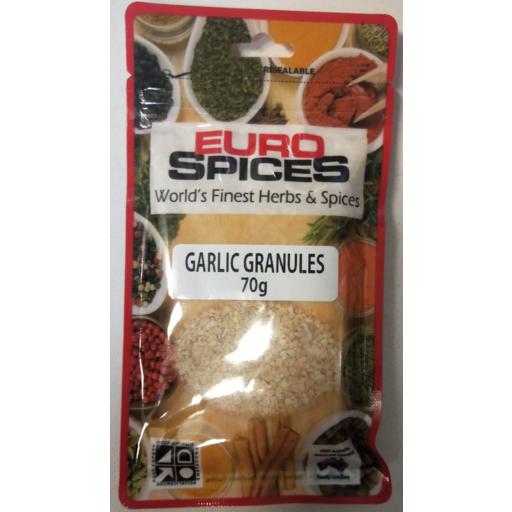 RESEALABLE
EURO
SPICES
World's Finest Herbs & Spices
GARLIC GRANULES
70g